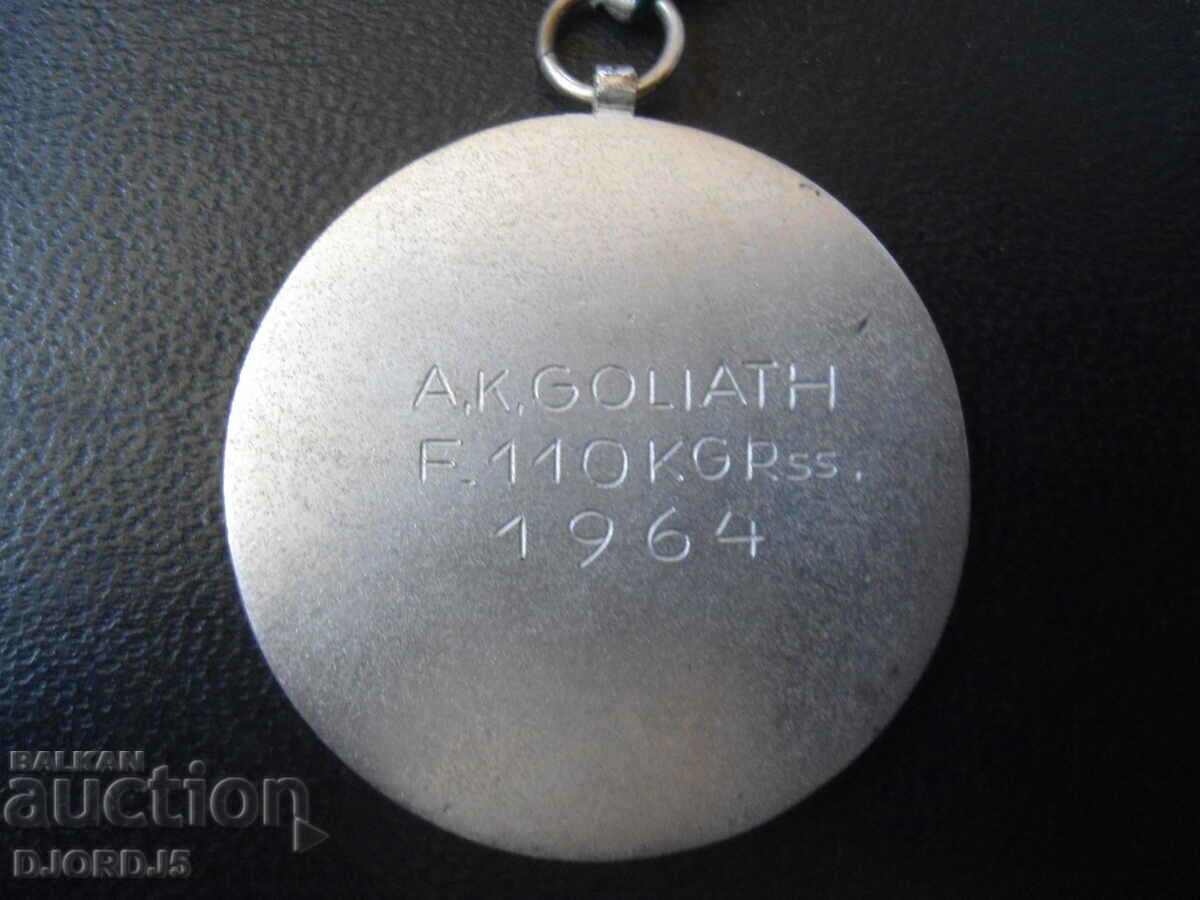 A.K.GOLIATH
F.110KGRss.
1964
BALKAN
auction
DJORDJ5